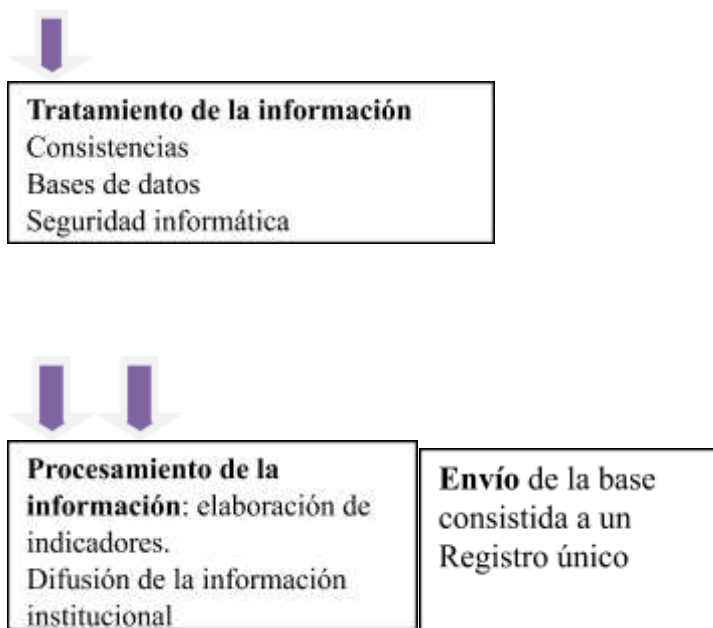 Tratamiento de la información
Consistencias
Bases de datos
Seguridad informática
Procesamiento de la
información: elaboración de
indicadores.
Difusión de la información
institucional
Envío de la base
consistida a un
Registro único